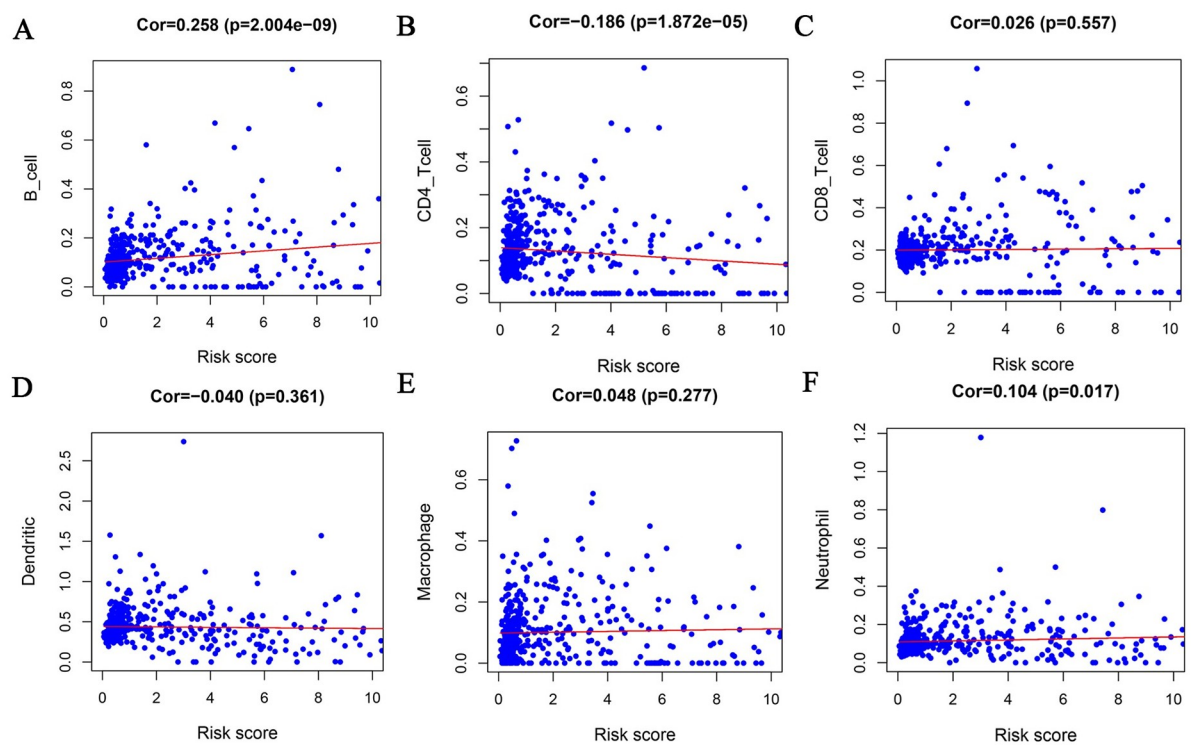 A
Cor=0.258 (p=2.004e−09)
B_cell
0.0 0.2 0.4 0.6 0.8
0 2 4 6 8 10
Risk score
B
Cor=−0.186 (p=1.872e−05)
CD4_Tcell
0.0 0.2 0.4 0.6
0 2 4 6 8 10
Risk score
C
Cor=0.026 (p=0.557)
CD8_Tcell
0.0 0.2 0.4 0.6 0.8 1.0
0 2 4 6 8 10
Risk score
D
Cor=−0.040 (p=0.361)
Dendritic
0.0 0.5 1.0 1.5 2.0 2.5
0 2 4 6 8 10
Risk score
E
Cor=0.048 (p=0.277)
Macrophage
0.0 0.2 0.4 0.6
0 2 4 6 8 10
Risk score
F
Cor=0.104 (p=0.017)
Neutrophil
0.0 0.2 0.4 0.6 0.8 1.0 1.2
0 2 4 6 8 10
Risk score